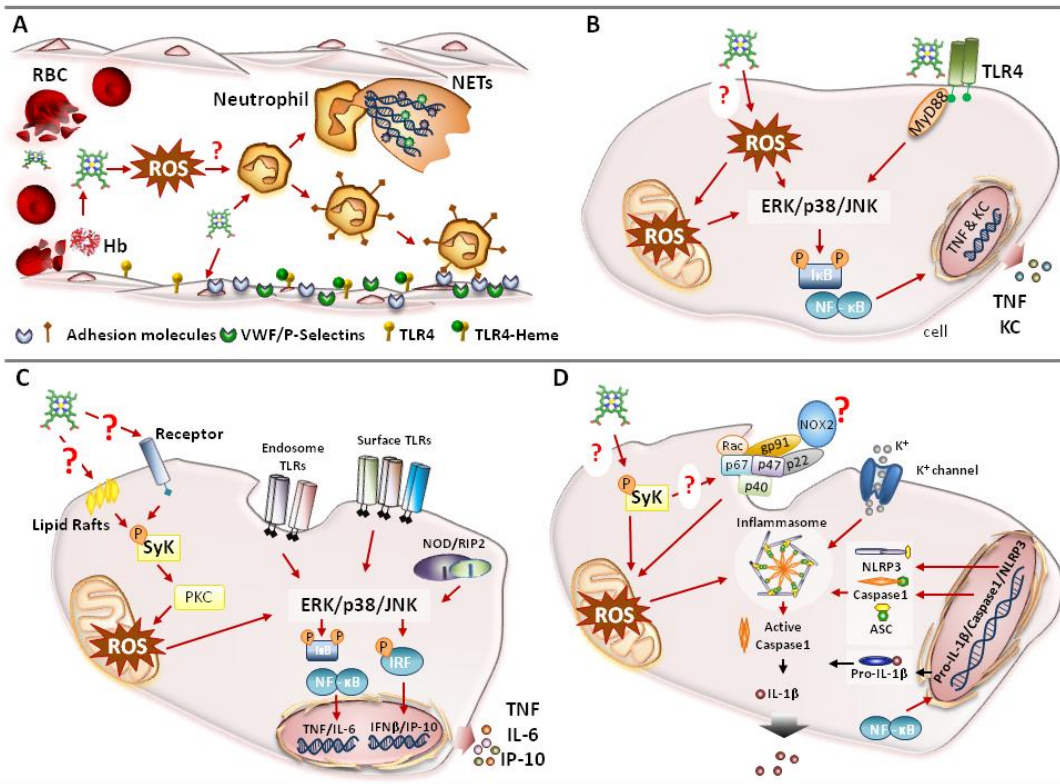 A
RBC
Neutrophil
NETs
ROS
?
Hb
Adhesion molecules
VWF/P-Selectins
TLR4
TLR4-Heme
B
?
TLR4
MyD88
ROS
ERK/p38/JNK
ROS
TNF & KC
P
P
IκB
NF-κB
TNF
KC
cell
C
?
?
Receptor
Lipid Rafts
Endosome
TLRs
Surface TLRs
P
SyK
NOD/RIP2
PKC
ROS
ERK/p38/JNK
P
P
IκB
P
IRF
NF-κB
TNF/IL-6
IFNβ/IP-10
TNF
IL-6
IP-10
D
?
?
NOX2
?
Rac
gp91
p67
p47
p22
p40
K+
K+ channel
P
SyK
Inflammasome
NLRP3
Caspase1
ASC
ROS
Active
Caspase1
Pro-IL-1β/Caspase1/NLRP3
Pro-IL-1β
IL-1β
NF-κB